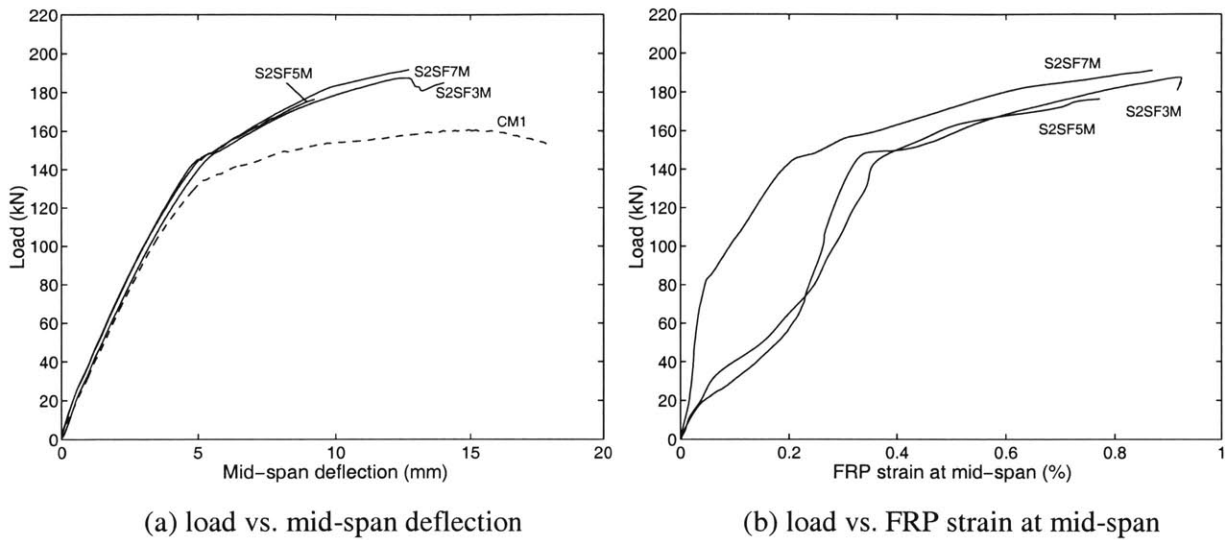 220
200
180
160
140
120
100
80
60
40
20
0
Load (kN)
S2SF5M
S2SF7M
S2SF3M
CM1
0 5 10 15 20
Mid-span deflection (mm)
(a) load vs. mid-span deflection
220
200
180
160
140
120
100
80
60
40
20
0
Load (kN)
S2SF7M
S2SF3M
S2SF5M
0 0.2 0.4 0.6 0.8 1
FRP strain at mid-span (%)
(b) load vs. FRP strain at mid-span